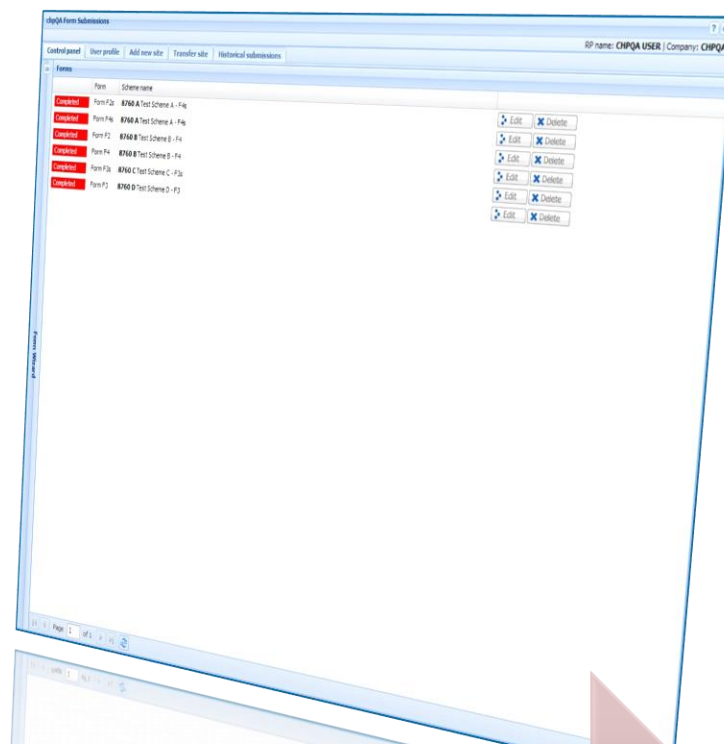 chpQA Form Submissions
RP name: CHPQA USER | Company: CHPQA
Control panel User profile Add new site Transfer site Historical submissions
Forms
Form Scheme name
Completed Form F2s 8760 A Test Scheme A - F4s Edit Delete
Completed Form F4s 8760 A Test Scheme A - F4s Edit Delete
Completed Form F2 8760 B Test Scheme B - F4 Edit Delete
Completed Form F4 8760 B Test Scheme B - F4 Edit Delete
Completed Form F3s 8760 C Test Scheme C - F3s Edit Delete
Completed Form F3 8760 D Test Scheme D - F3 Edit Delete
Form Wizard
Page 1 of 1